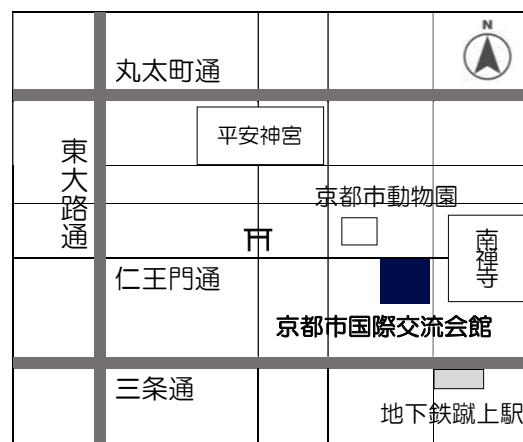 N
丸太町通
平安神宮
東大路通
京都市動物園
南禅寺
仁王門通
京都市国際交流会館
三条通
地下鉄蹴上駅